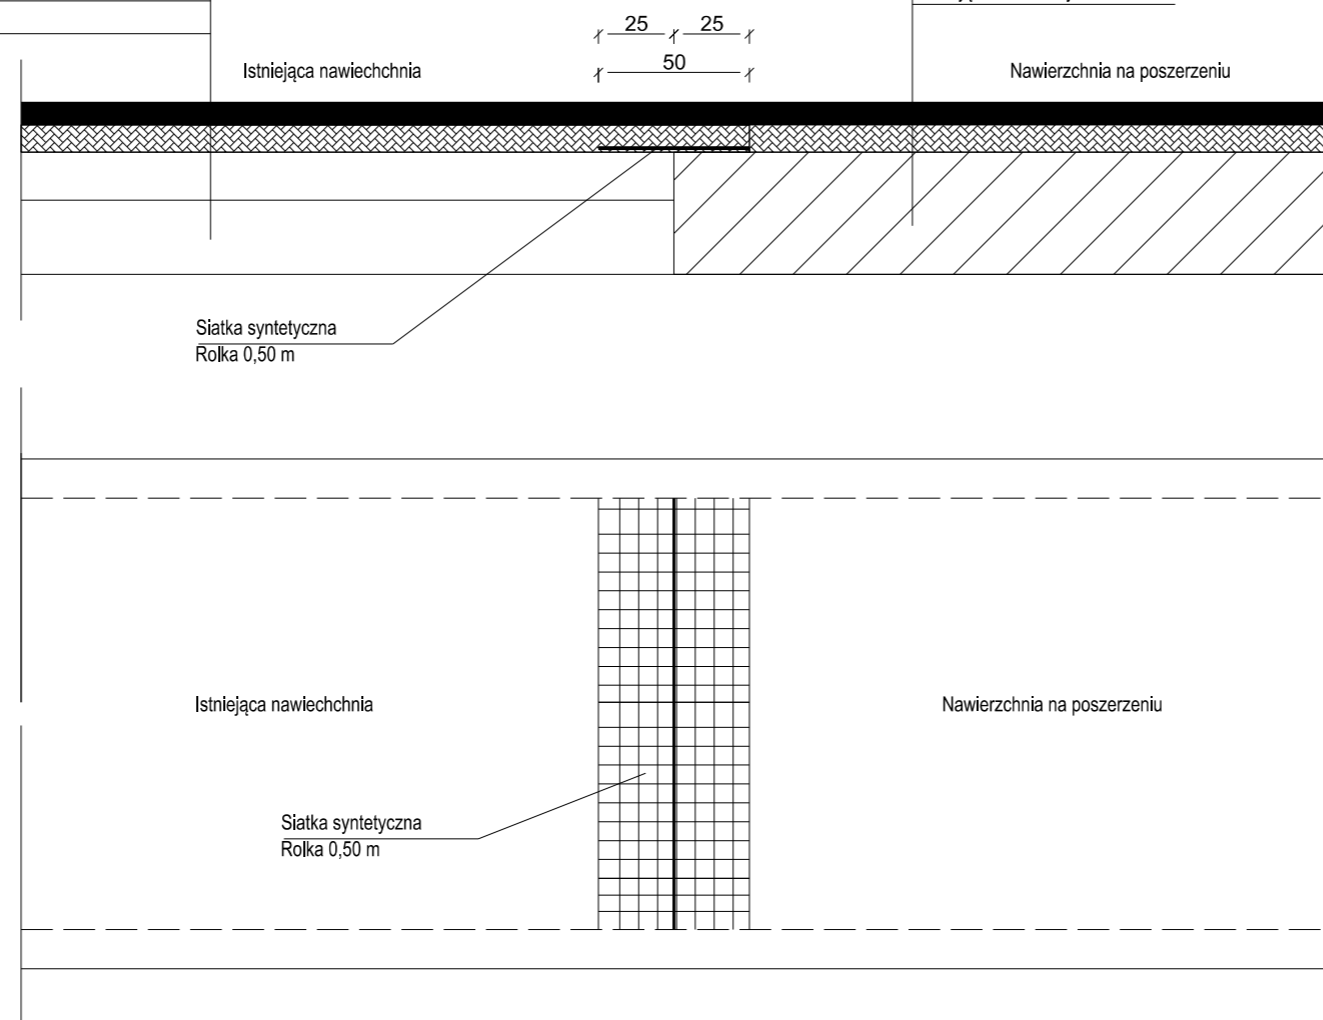 25 25
50
Istniejąca nawiechchnia
Nawierzchnia na poszerzeniu
Siatka syntetyczna
Rolka 0,50 m
Istniejąca nawiechchnia
Nawierzchnia na poszerzeniu
Siatka syntetyczna
Rolka 0,50 m